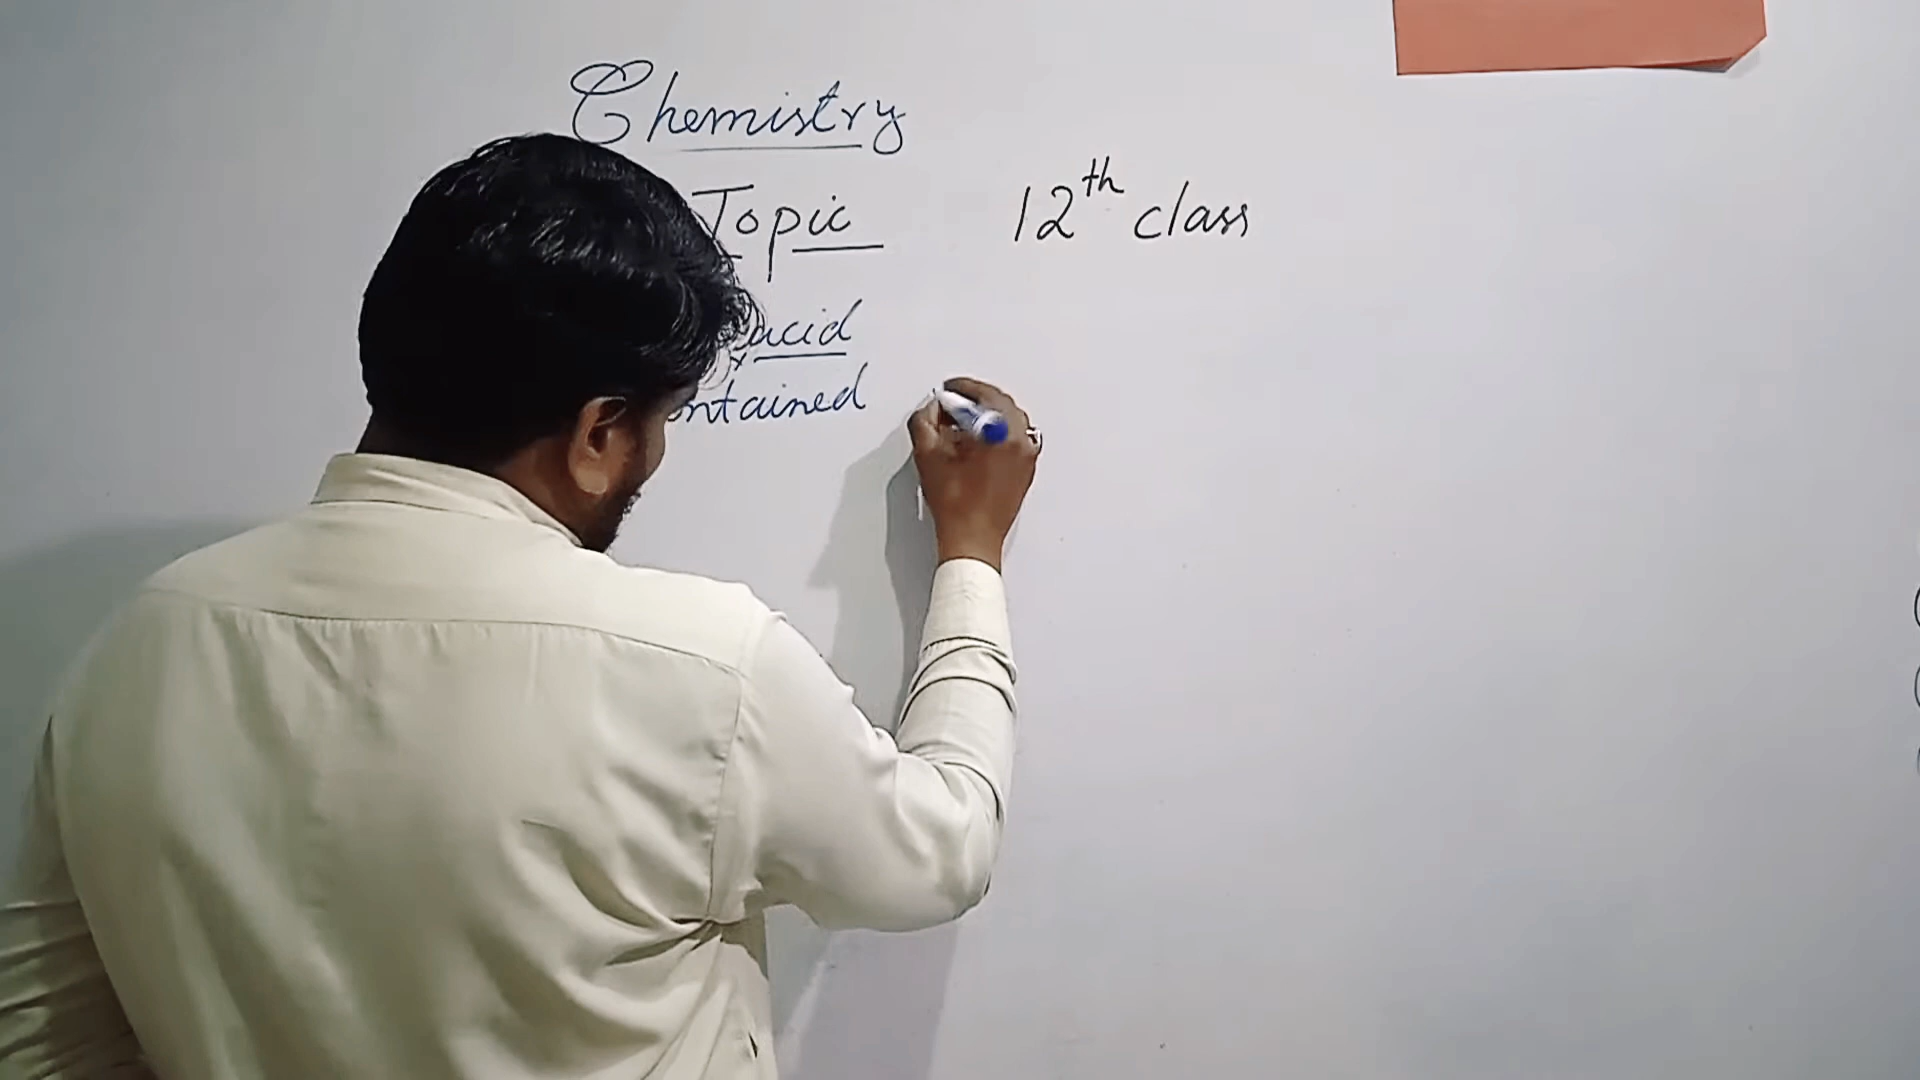 Chemistry
Topic 12th class
acid
ntained